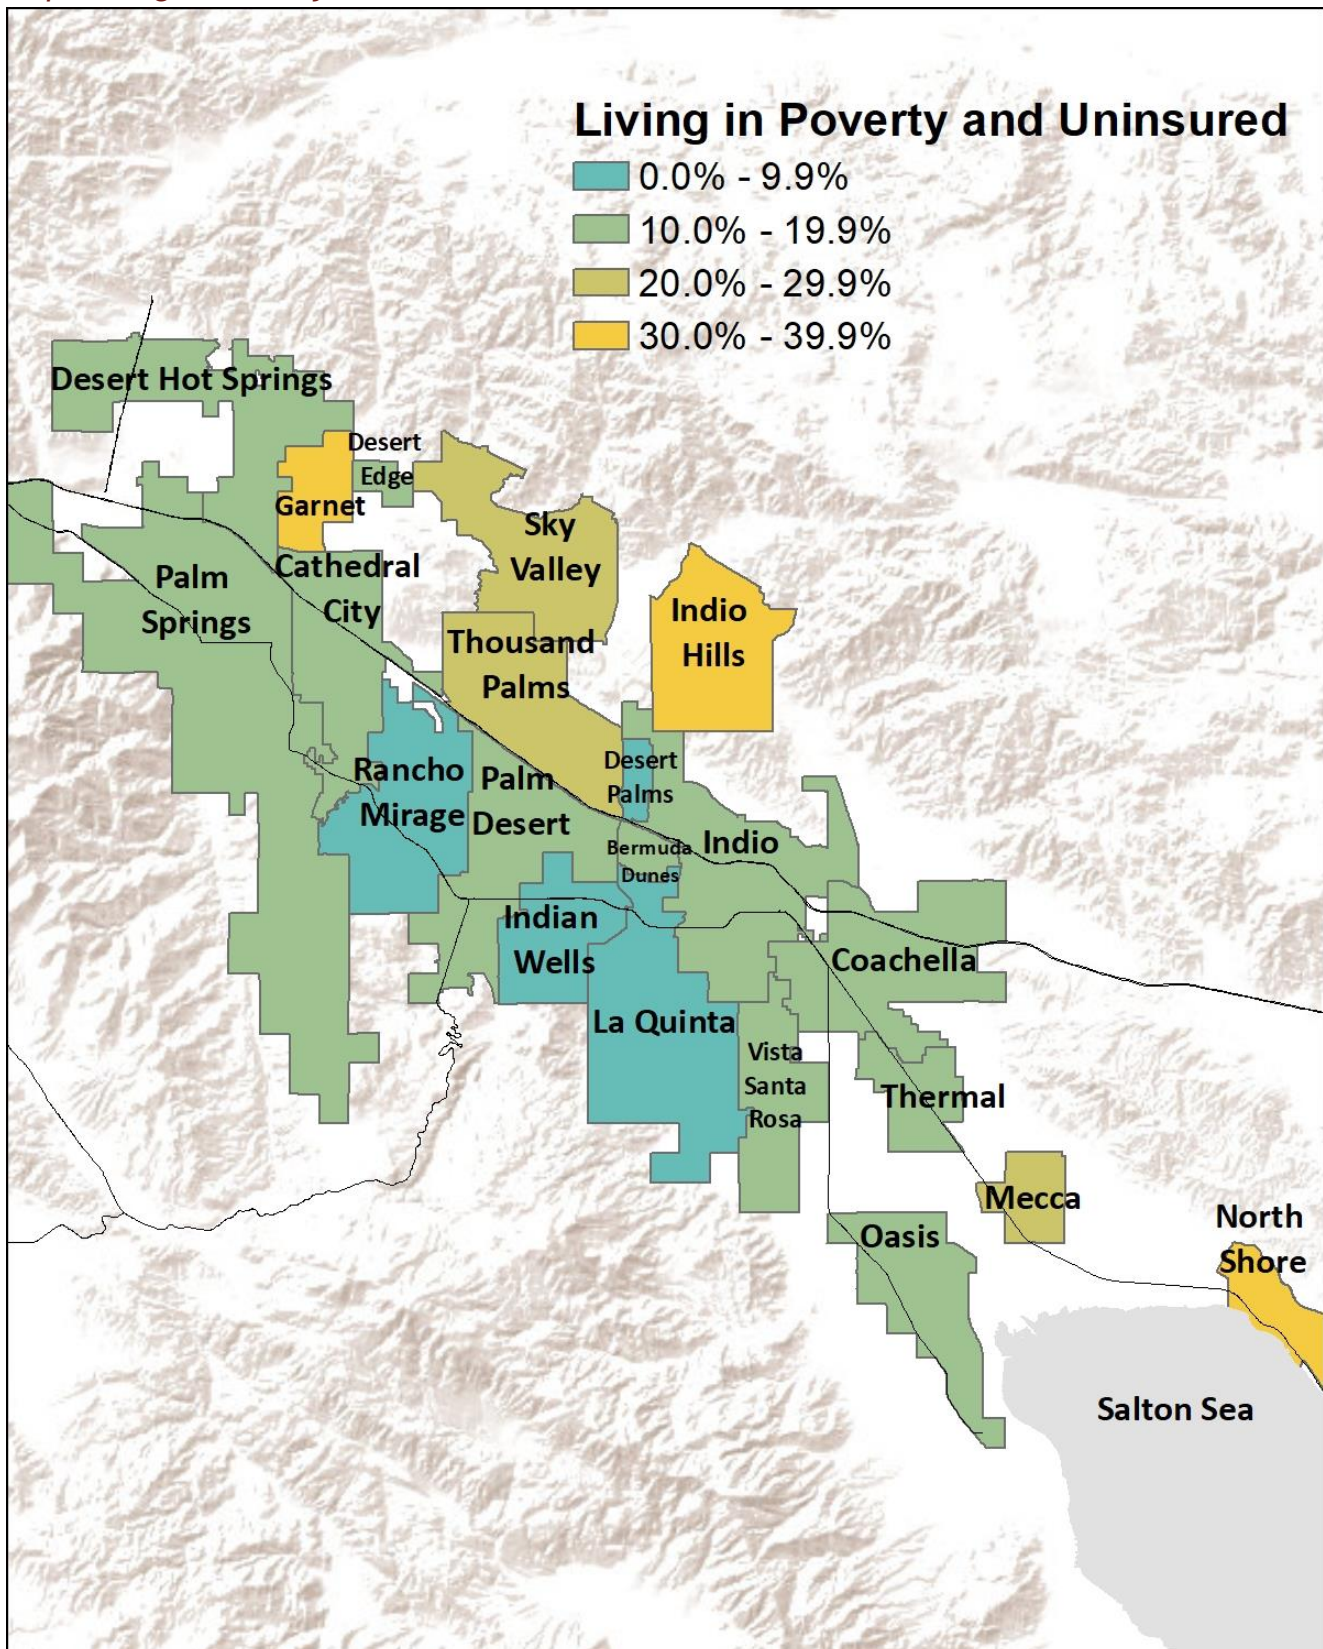 Living in Poverty and Uninsured
0.0% - 9.9%
10.0% - 19.9%
20.0% - 29.9%
30.0% - 39.9%
Desert Hot Springs
Desert
Edge
Garnet
Sky
Valley
Cathedral
City
Palm
Springs
Indio
Hills
Thousand
Palms
Rancho
Mirage
Palm
Desert
Desert
Palms
Bermuda
Dunes
Indio
Indian
Wells
Coachella
La Quinta
Vista
Santa
Rosa
Thermal
Mecca
Oasis
North
Shore
Salton Sea